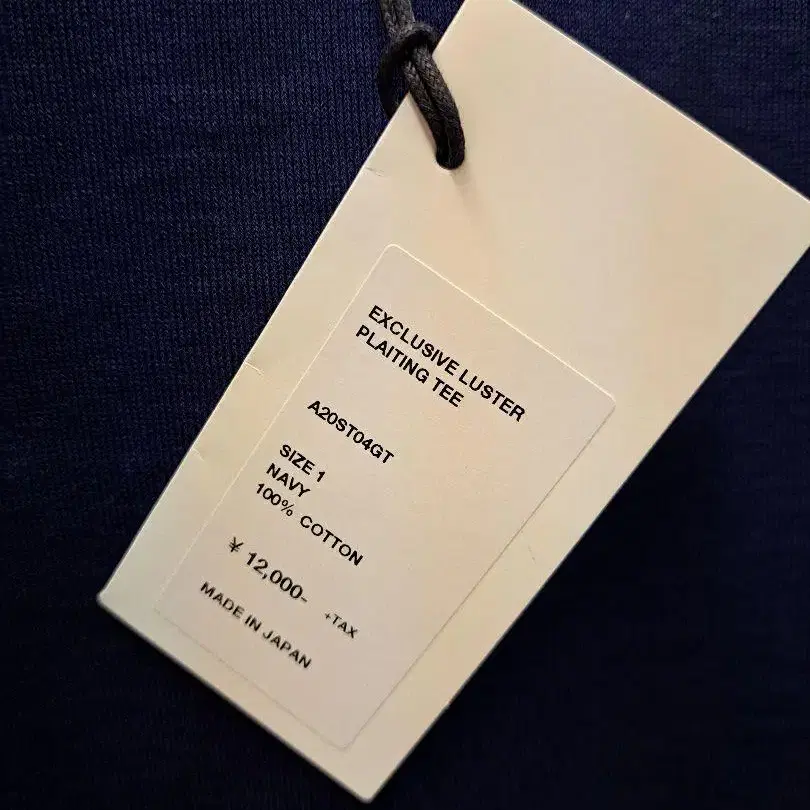 EXCLUSIVE LUSTER
PLAITING TEE
A20ST04GT
SIZE 1
NAVY
100% COTTON
¥ 12,000- +TAX
MADE IN JAPAN